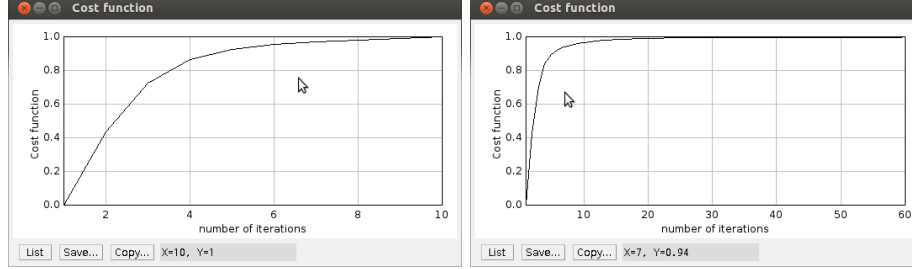 Cost function
1.0
0.8
0.6
0.4
0.2
0.0
Cost function
2 4 6 8 10
number of iterations
List Save... Copy... X=10, Y=1
Cost function
1.0
0.8
0.6
0.4
0.2
0.0
Cost function
10 20 30 40 50 60
number of iterations
List Save... Copy... X=7, Y=0.94